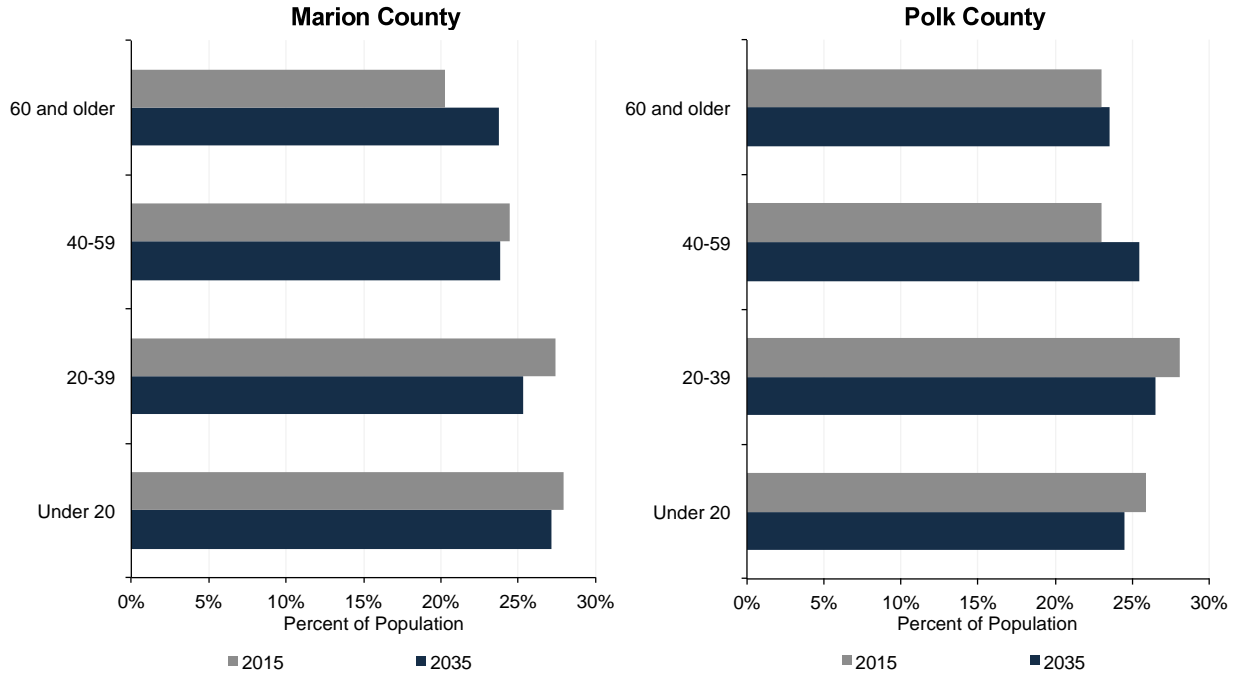 Marion County
60 and older
40-59
20-39
Under 20
0% 5% 10% 15% 20% 25% 30%
Percent of Population
2015 2035
Polk County
60 and older
40-59
20-39
Under 20
0% 5% 10% 15% 20% 25% 30%
Percent of Population
2015 2035